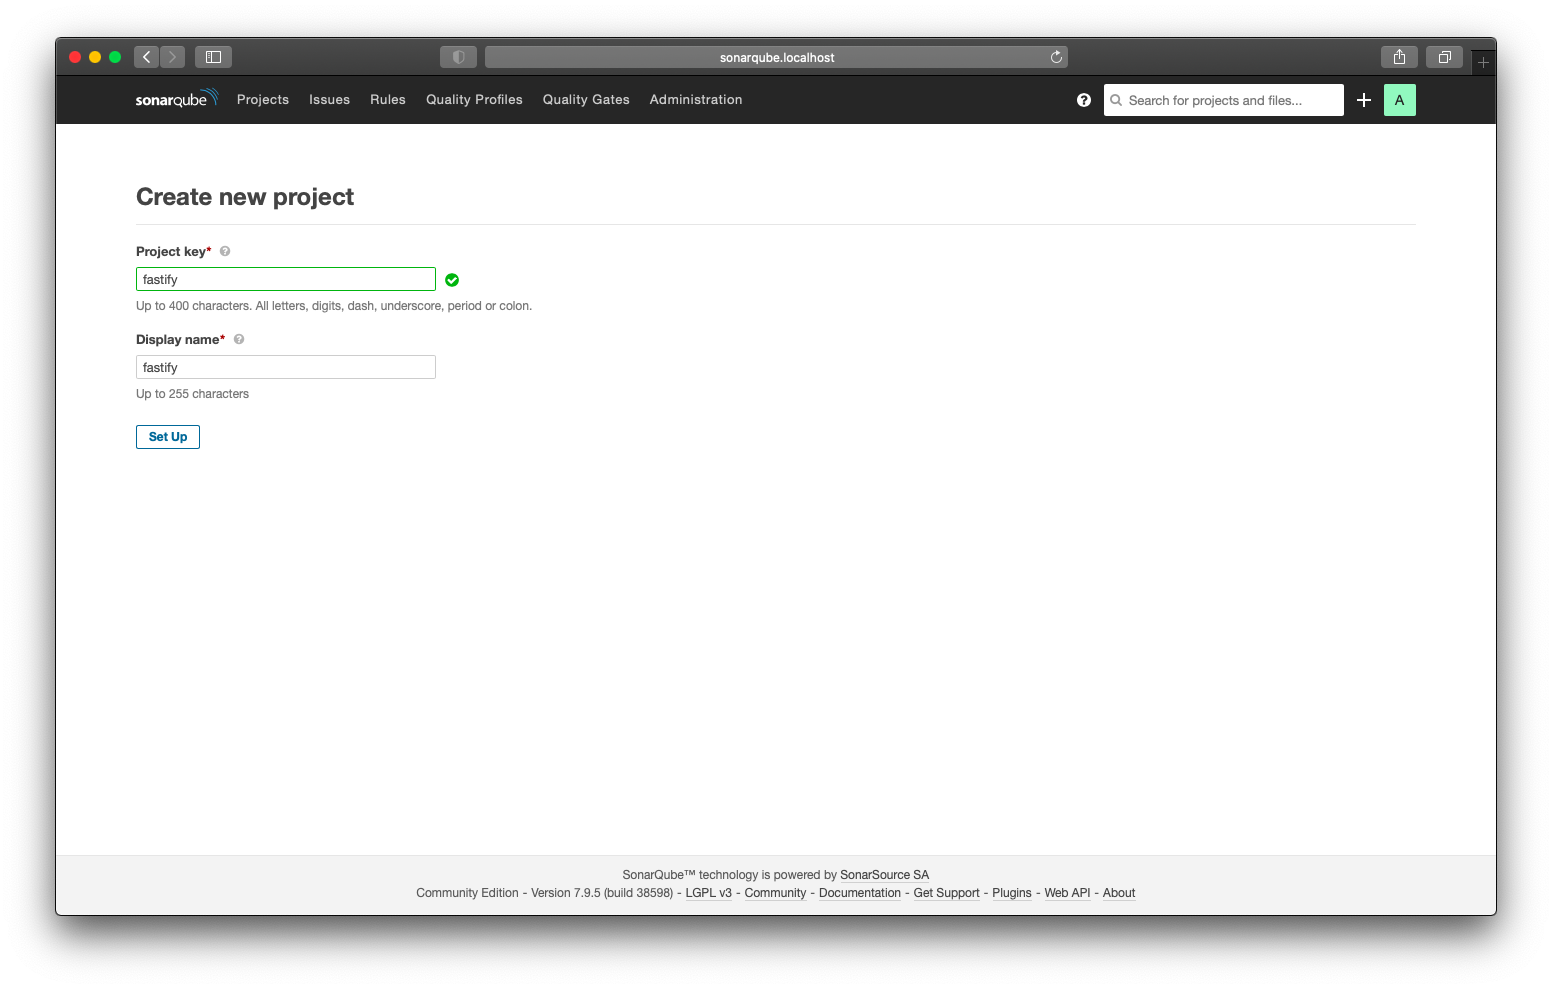 sonarqube.localhost
sonarqube Projects Issues Rules Quality Profiles Quality Gates Administration ? Search for projects and files... + A
Create new project
Project key* ?
fastify
Up to 400 characters. All letters, digits, dash, underscore, period or colon.
Display name* ?
fastify
Up to 255 characters
Set Up
SonarQube™ technology is powered by SonarSource SA
Community Edition - Version 7.9.5 (build 38598) - LGPL v3 - Community - Documentation - Get Support - Plugins - Web API - About